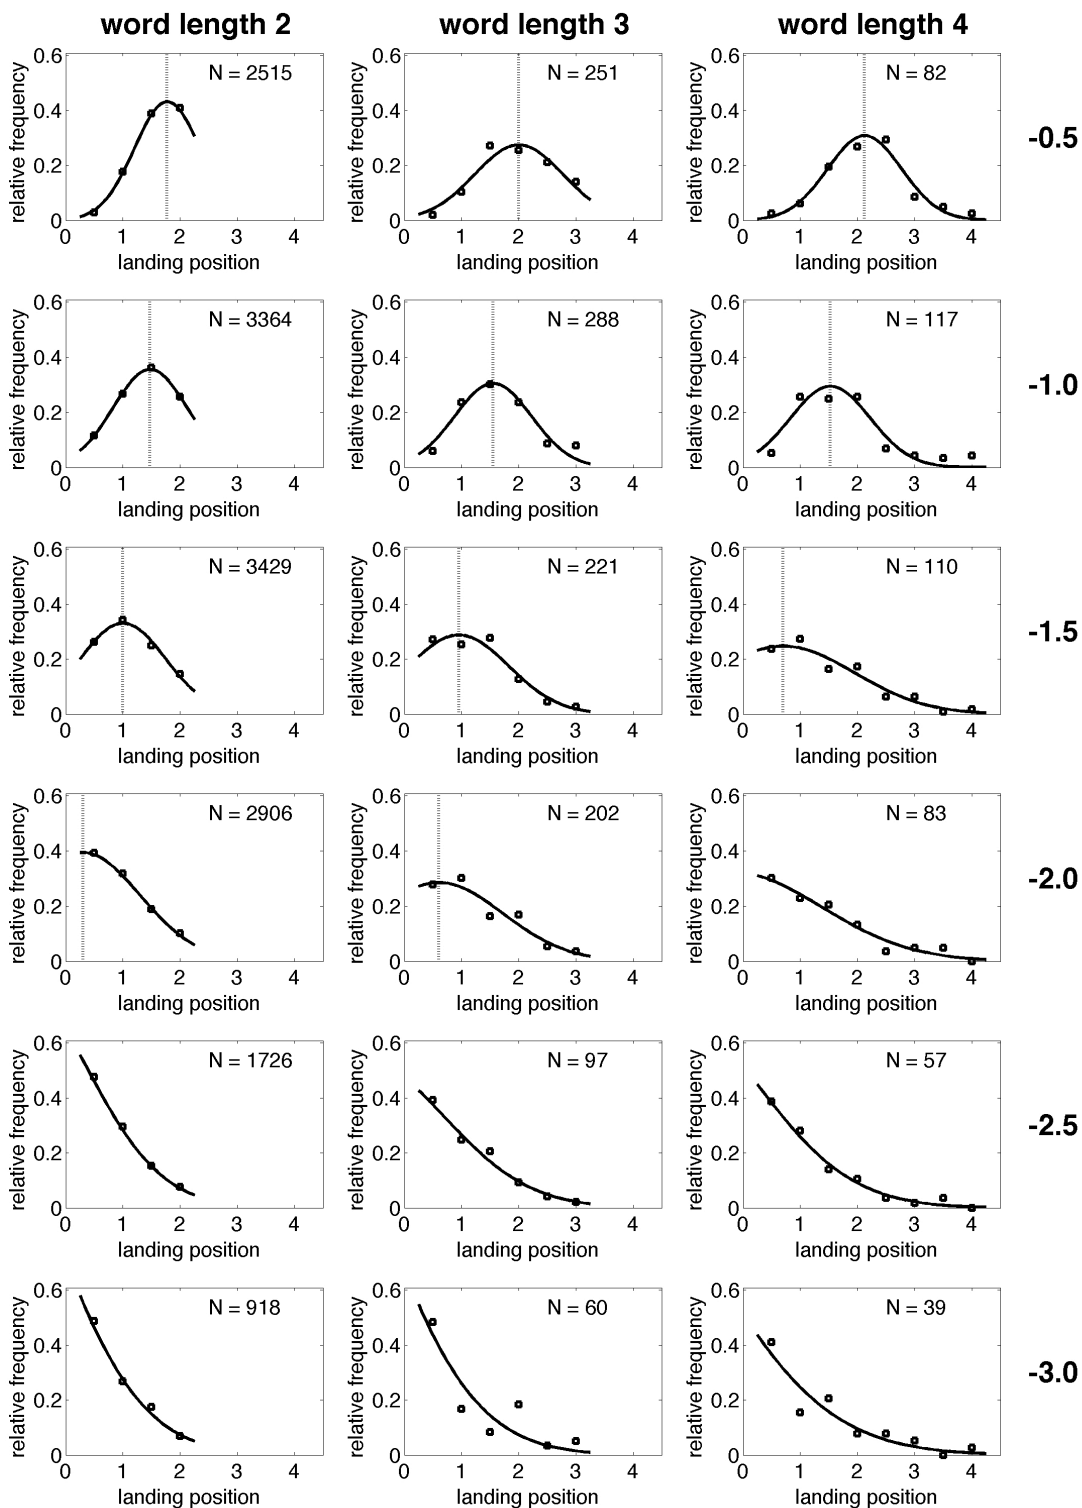 word length 2 word length 3 word length 4
relative frequency 0.6 0.4 0.2 0 N = 2515 0 1 2 3 4 landing position
relative frequency 0.6 0.4 0.2 0 N = 251 0 1 2 3 4 landing position
relative frequency 0.6 0.4 0.2 0 N = 82 0 1 2 3 4 landing position
-0.5
relative frequency 0.6 0.4 0.2 0 N = 3364 0 1 2 3 4 landing position
relative frequency 0.6 0.4 0.2 0 N = 288 0 1 2 3 4 landing position
relative frequency 0.6 0.4 0.2 0 N = 117 0 1 2 3 4 landing position
-1.0
relative frequency 0.6 0.4 0.2 0 N = 3429 0 1 2 3 4 landing position
relative frequency 0.6 0.4 0.2 0 N = 221 0 1 2 3 4 landing position
relative frequency 0.6 0.4 0.2 0 N = 110 0 1 2 3 4 landing position
-1.5
relative frequency 0.6 0.4 0.2 0 N = 2906 0 1 2 3 4 landing position
relative frequency 0.6 0.4 0.2 0 N = 202 0 1 2 3 4 landing position
relative frequency 0.6 0.4 0.2 0 N = 83 0 1 2 3 4 landing position
-2.0
relative frequency 0.6 0.4 0.2 0 N = 1726 0 1 2 3 4 landing position
relative frequency 0.6 0.4 0.2 0 N = 97 0 1 2 3 4 landing position
relative frequency 0.6 0.4 0.2 0 N = 57 0 1 2 3 4 landing position
-2.5
relative frequency 0.6 0.4 0.2 0 N = 918 0 1 2 3 4 landing position
relative frequency 0.6 0.4 0.2 0 N = 60 0 1 2 3 4 landing position
relative frequency 0.6 0.4 0.2 0 N = 39 0 1 2 3 4 landing position
-3.0